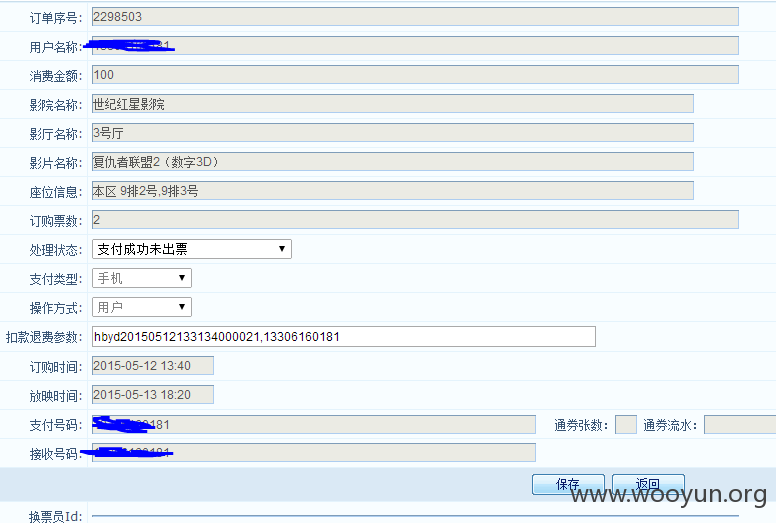 订单序号: 2298503
用户名称:
消费金额: 100
影院名称: 世纪红星影院
影厅名称: 3号厅
影片名称: 复仇者联盟2（数字3D）
座位信息: 本区 9排2号,9排3号
订购票数: 2
处理状态: 支付成功未出票
支付类型: 手机
操作方式: 用户
扣款退费参数: hbyd20150512133134000021,13306160181
订购时间: 2015-05-12 13:40
放映时间: 2015-05-13 18:20
支付号码: 181 通券张数: 通券流水:
接收号码:
保存 返回
www.wooyun.org
换票员Id: